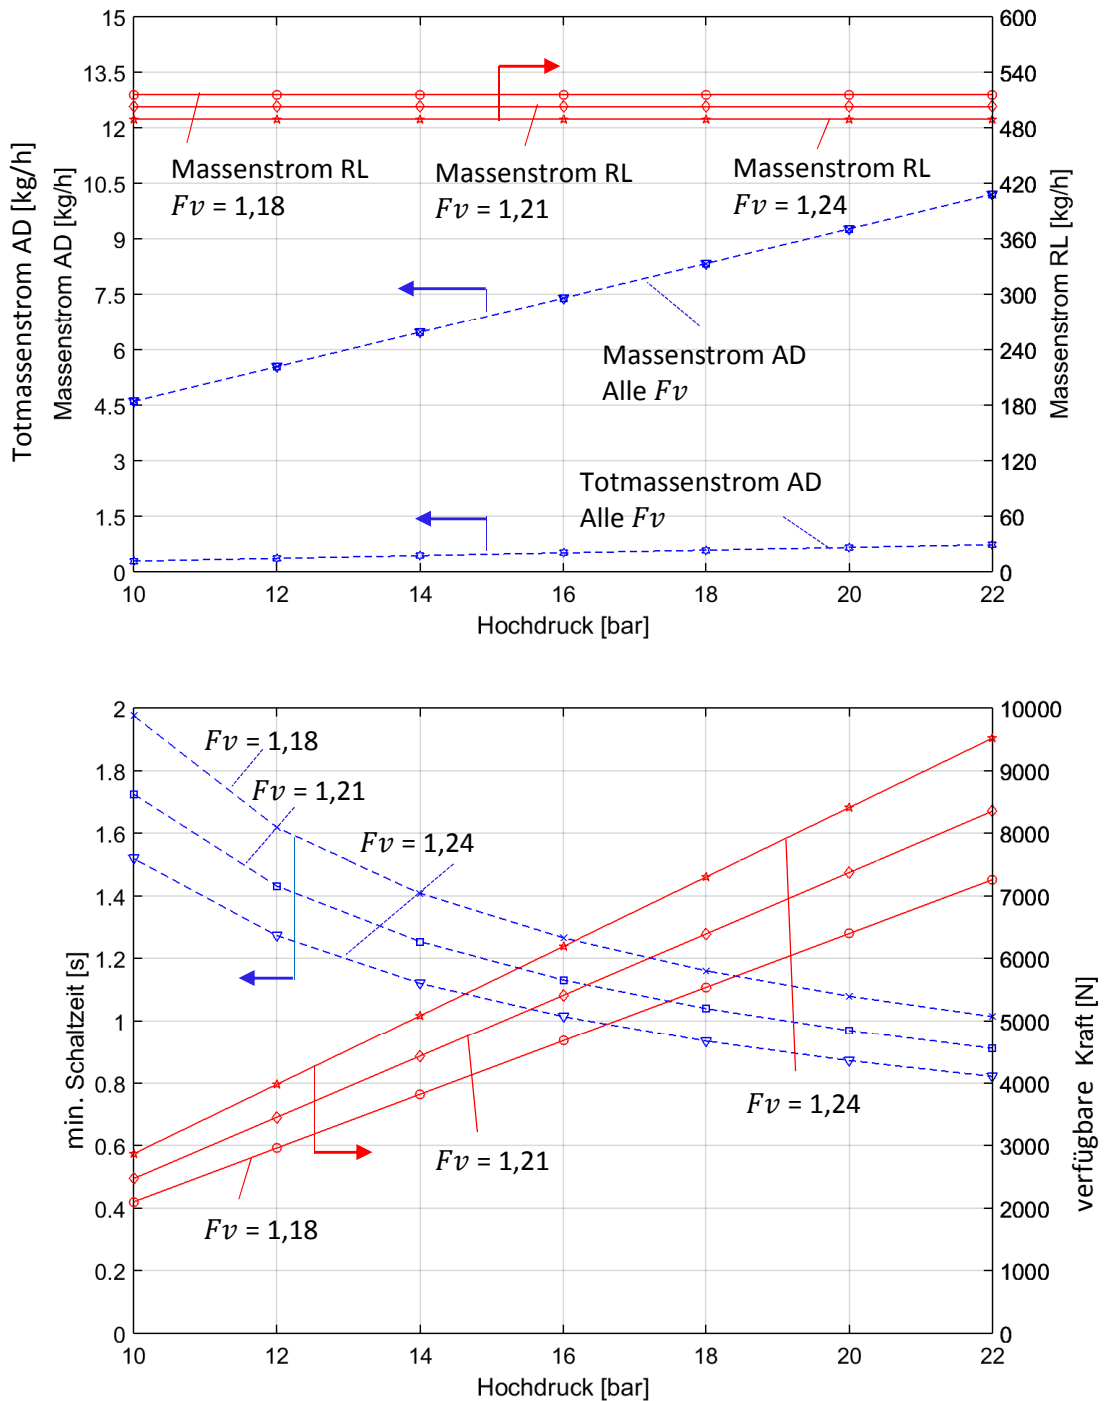 Totmassenstrom AD [kg/h]
Massenstrom AD [kg/h]
15
13.5
12
10.5
9
7.5
6
4.5
3
1.5
0
600
540
480
420
360
300
240
180
120
60
0
Massenstrom RL [kg/h]
Massenstrom RL
Fv = 1,18
Massenstrom RL
Fv = 1,21
Massenstrom RL
Fv = 1,24
Massenstrom AD
Alle Fv
Totmassenstrom AD
Alle Fv
10 12 14 16 18 20 22
Hochdruck [bar]
min. Schaltzeit [s]
2
1.8
1.6
1.4
1.2
1
0.8
0.6
0.4
0.2
0
10000
9000
8000
7000
6000
5000
4000
3000
2000
1000
0
verfügbare Kraft [N]
Fv = 1,18
Fv = 1,21
Fv = 1,24
Fv = 1,24
Fv = 1,21
Fv = 1,18
10 12 14 16 18 20 22
Hochdruck [bar]